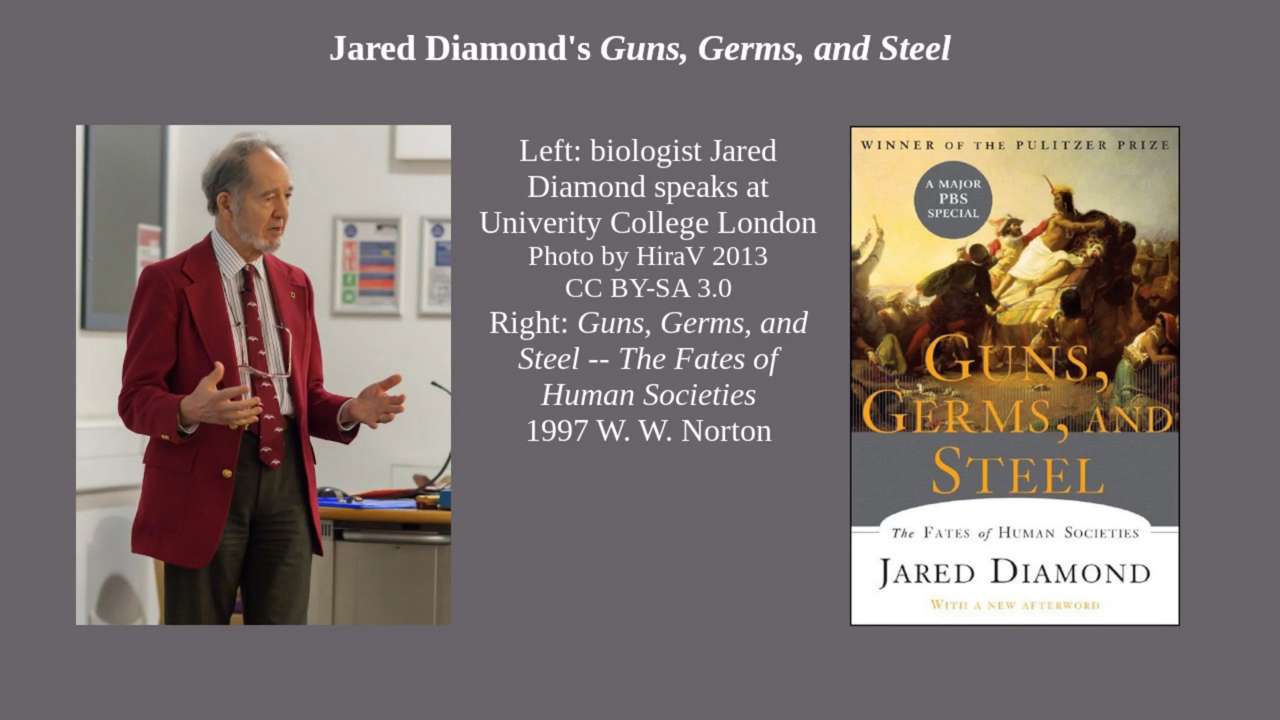 Jared Diamond's Guns, Germs, and Steel
Left: biologist Jared
Diamond speaks at
Univerity College London
Photo by HiraV 2013
CC BY-SA 3.0
Right: Guns, Germs, and
Steel -- The Fates of
Human Societies
1997 W. W. Norton
WINNER OF THE PULITZER PRIZE
A MAJOR
PBS
SPECIAL
GUNS,
GERMS, AND
STEEL
The FATES of HUMAN SOCIETIES
JARED DIAMOND
WITH A NEW AFTERWORD